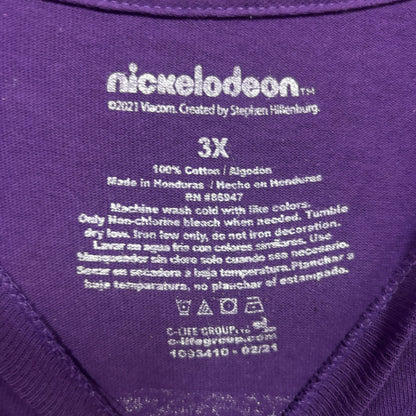 nickelodeon™
©2021 Viacom. Created by Stephen Hillenburg.
3X
100% Cotton / Algodon
Made in Honduras / Hecho en Honduras
RN #85947
Machine wash cold with like colors.
Only Non-chlorine bleach when needed. Tumble
dry low. Iron low only, do not iron decoration.
Lavar en agua fria con colores similares. Use
blanqueador sin cloro solo cuando sea necesario.
Secar en secadora a baja temperatura. Planchar a
baja temperatura, no planchar el estampado.
C-LIFE GROUP LTD
c-lifegroup.com
1093410 - 02/21